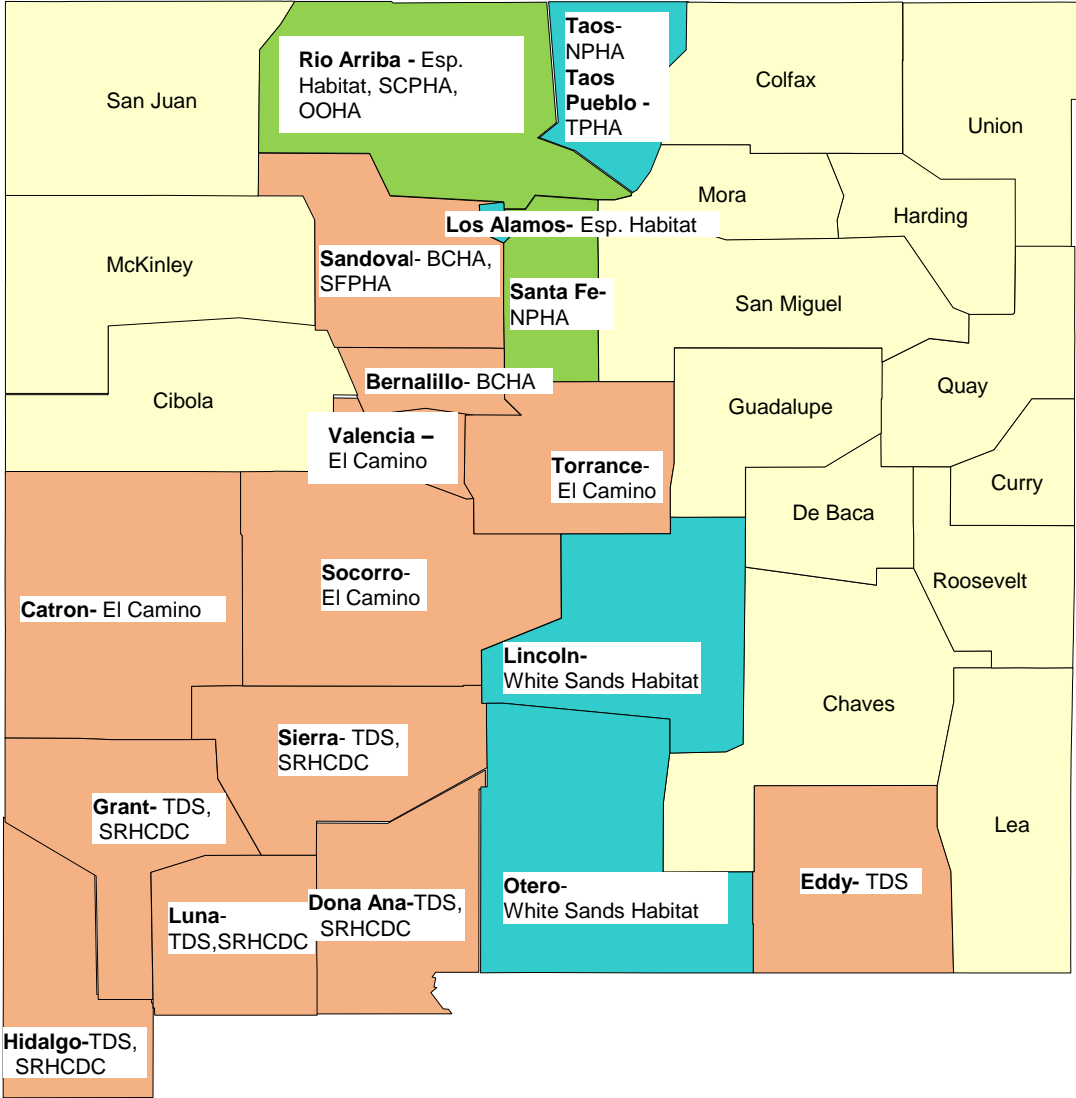 Taos-
NPHA
Taos
Pueblo -
TPHA
Rio Arriba - Esp.
Habitat, SCPHA,
OOHA
San Juan
Colfax
Union
Mora
Harding
Los Alamos- Esp. Habitat
McKinley
Sandoval- BCHA,
SFPHA
Santa Fe-
NPHA
San Miguel
Bernalillo- BCHA
Cibola
Guadalupe
Quay
Valencia –
El Camino
Torrance-
El Camino
Curry
De Baca
Socorro-
El Camino
Roosevelt
Catron- El Camino
Lincoln-
White Sands Habitat
Chaves
Sierra- TDS,
SRHCDC
Grant- TDS,
SRHCDC
Lea
Eddy- TDS
Otero-
White Sands Habitat
Dona Ana-TDS,
SRHCDC
Luna-
TDS,SRHCDC
Hidalgo-TDS,
SRHCDC